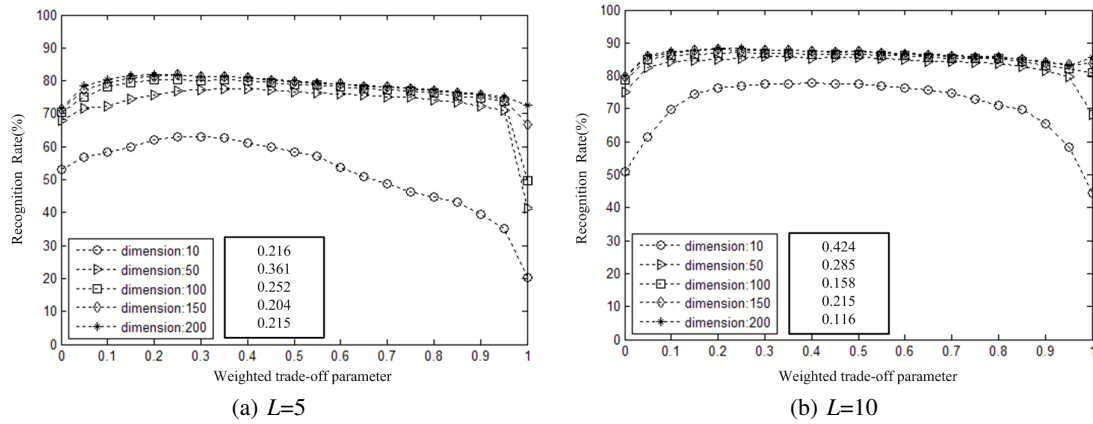 100
90
80
70
60
50
40
30
20
10
0
Recognition Rate(%)
dimension:10
dimension:50
dimension:100
dimension:150
dimension:200
0.216
0.361
0.252
0.204
0.215
0 0.1 0.2 0.3 0.4 0.5 0.6 0.7 0.8 0.9 1
Weighted trade-off parameter
(a) L=5
100
90
80
70
60
50
40
30
20
10
0
Recognition Rate(%)
dimension:10
dimension:50
dimension:100
dimension:150
dimension:200
0.424
0.285
0.158
0.215
0.116
0 0.1 0.2 0.3 0.4 0.5 0.6 0.7 0.8 0.9 1
Weighted trade-off parameter
(b) L=10